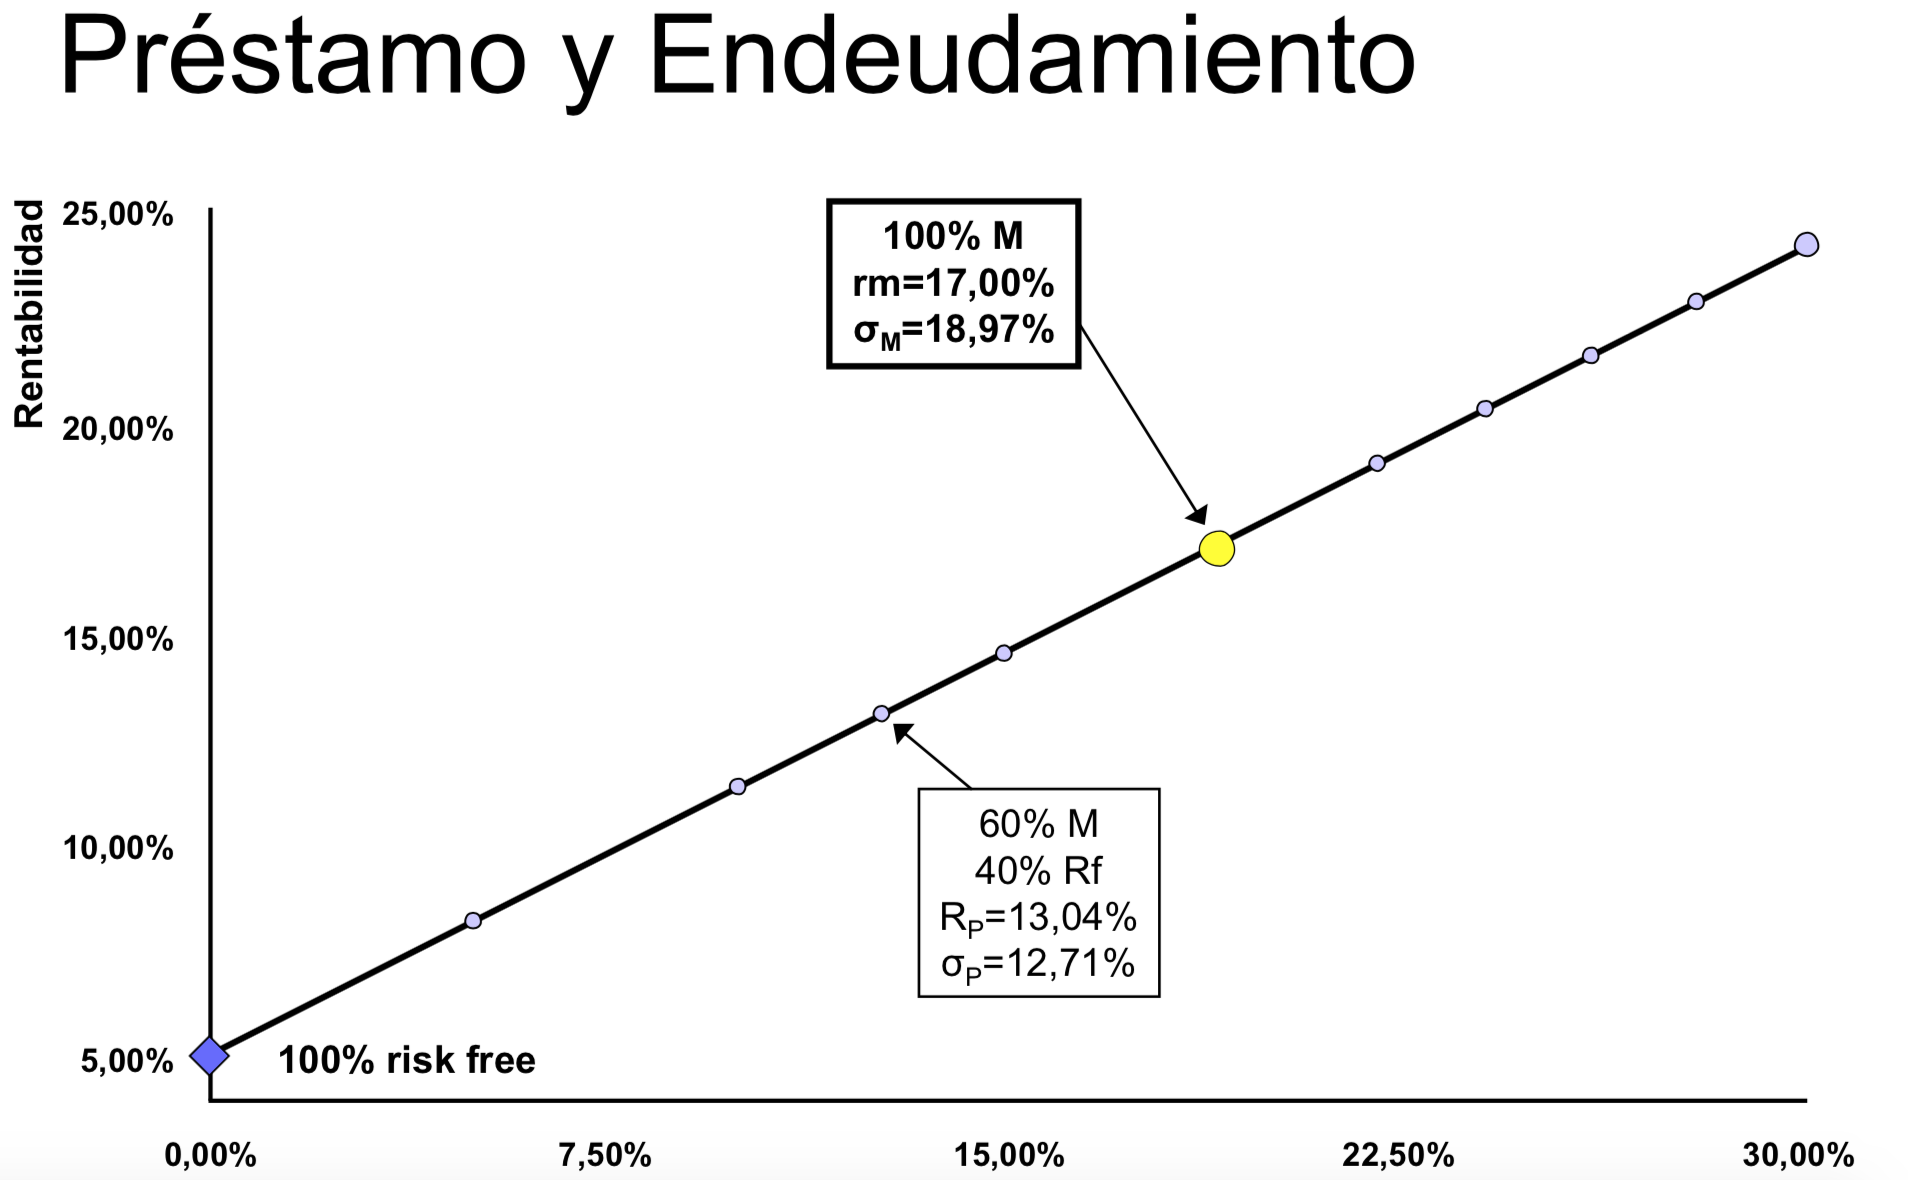 Préstamo y Endeudamiento
Rentabilidad
25,00%
20,00%
15,00%
10,00%
5,00%
100% M
rm=17,00%
σM=18,97%
60% M
40% Rf
RP=13,04%
σP=12,71%
100% risk free
0,00%
7,50%
15,00%
22,50%
30,00%